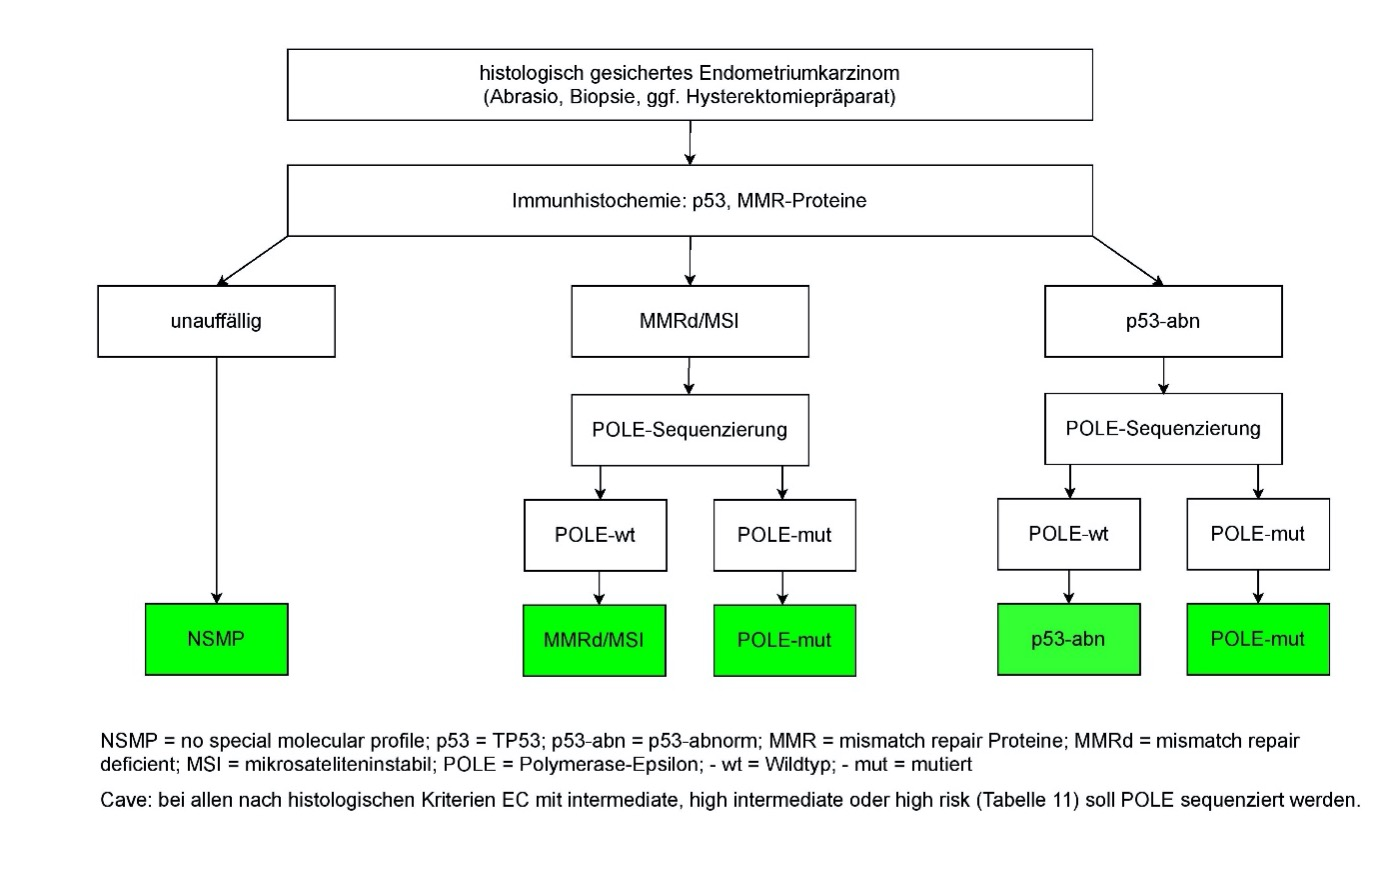 histologisch gesichertes Endometriumkarzinom
(Abrasio, Biopsie, ggf. Hysterektomiepräparat)
Immunhistochemie: p53, MMR-Proteine
unauffällig
MMRd/MSI
p53-abn
POLE-Sequenzierung
POLE-Sequenzierung
POLE-wt
POLE-mut
POLE-wt
POLE-mut
NSMP
MMRd/MSI
POLE-mut
p53-abn
POLE-mut
NSMP = no special molecular profile; p53 = TP53; p53-abn = p53-abnorm; MMR = mismatch repair Proteine; MMRd = mismatch repair
deficient; MSI = mikrosateliteninstabil; POLE = Polymerase-Epsilon; - wt = Wildtyp; - mut = mutiert
Cave: bei allen nach histologischen Kriterien EC mit intermediate, high intermediate oder high risk (Tabelle 11) soll POLE sequenziert werden.